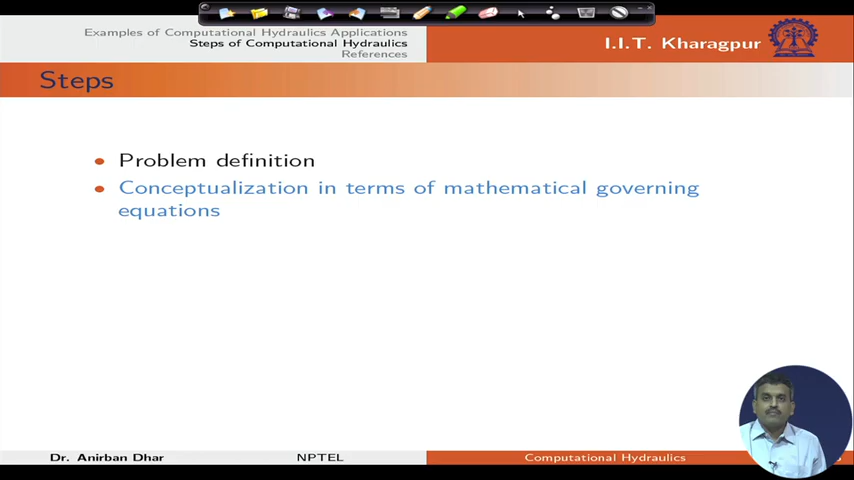 Examples of Computational Hydraulics Applications
Steps of Computational Hydraulics
References
I.I.T. Kharagpur
Steps
• Problem definition
• Conceptualization in terms of mathematical governing
equations
Dr. Anirban Dhar NPTEL Computational Hydraulics